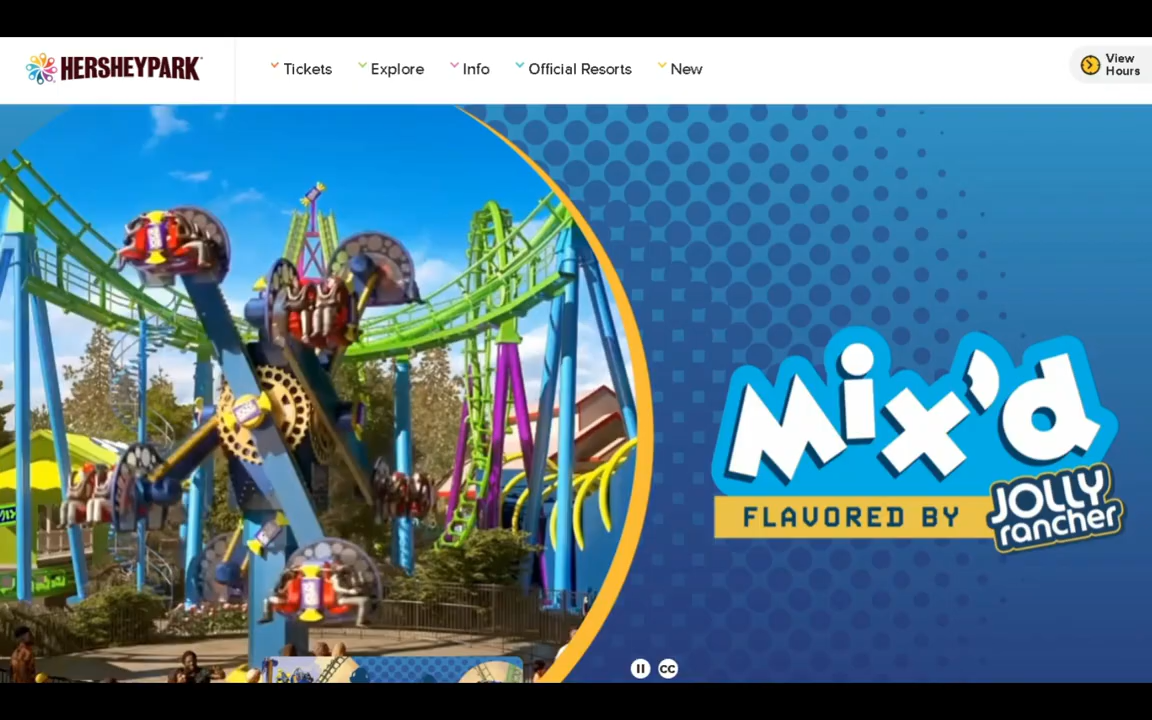 HERSHEYPARK
Tickets
Explore
Info
Official Resorts
New
View
Hours
Mix'd
FLAVORED BY
JOLLY
rancher
CC